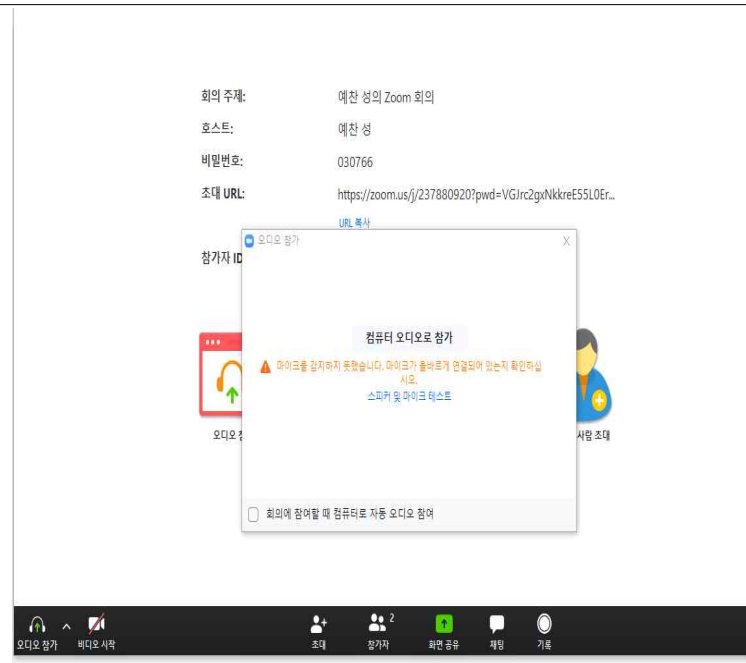 회의 주제: 예찬 성의 Zoom 회의
호스트: 예찬 성
비밀번호: 030766
초대 URL: https://zoom.us/j/237880920?pwd=VGJrc2gxNkkreE55L0Er...
URL 복사
오디오 참가 X
참가자 ID
컴퓨터 오디오로 참가
마이크를 감지하지 못했습니다. 마이크가 올바르게 연결되어 있는지 확인하십
시오.
스피커 및 마이크 테스트
오디오 사람 초대
회의에 참여할 때 컴퓨터로 자동 오디오 참여
2
오디오 참가 비디오 시작 초대 참가자 화면 공유 채팅 기록